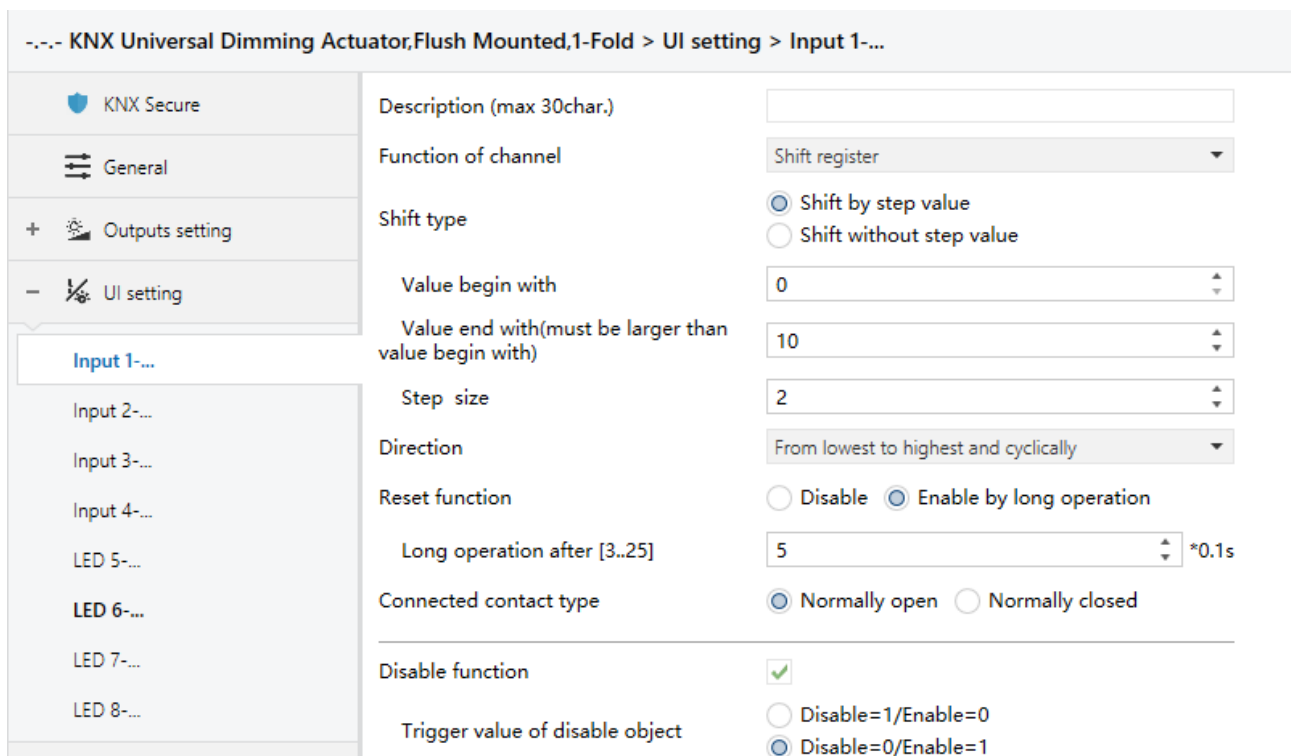 -.-.- KNX Universal Dimming Actuator,Flush Mounted,1-Fold > UI setting > Input 1-...
KNX Secure
General
+ Outputs setting
− UI setting
Input 1-...
Input 2-...
Input 3-...
Input 4-...
LED 5-...
LED 6-...
LED 7-...
LED 8-...
Description (max 30char.)
Function of channel Shift register
Shift type Shift by step value
Shift without step value
Value begin with 0
Value end with(must be larger than
value begin with) 10
Step size 2
Direction From lowest to highest and cyclically
Reset function Disable Enable by long operation
Long operation after [3..25] 5 *0.1s
Connected contact type Normally open Normally closed
Disable function
Trigger value of disable object Disable=1/Enable=0
Disable=0/Enable=1